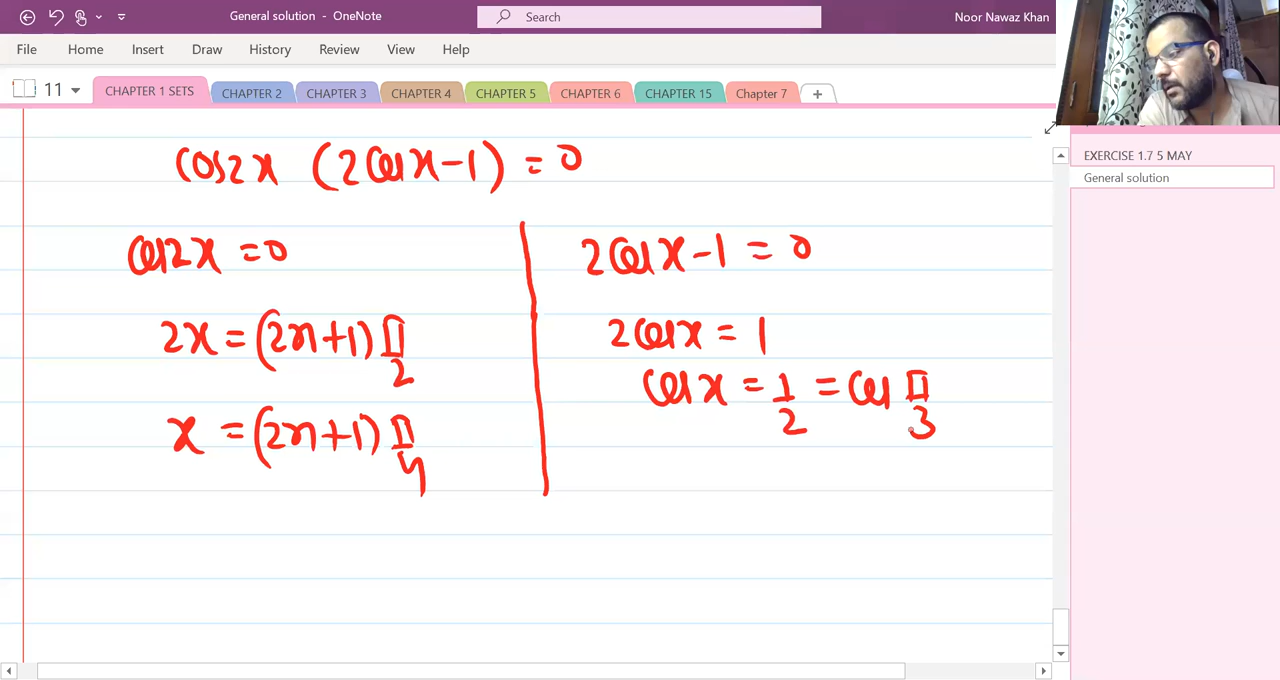 General solution - OneNote
Search
Noor Nawaz Khan
File Home Insert Draw History Review View Help
11 CHAPTER 1 SETS CHAPTER 2 CHAPTER 3 CHAPTER 4 CHAPTER 5 CHAPTER 6 CHAPTER 15 Chapter 7 +
EXERCISE 1.7 5 MAY
General solution
cos2x (2cosx-1) = 0
cos2x = 0
2x = (2n+1) π/2
x = (2n+1) π/4
2cosx-1 = 0
2cosx = 1
cosx = 1/2 = cos π/3